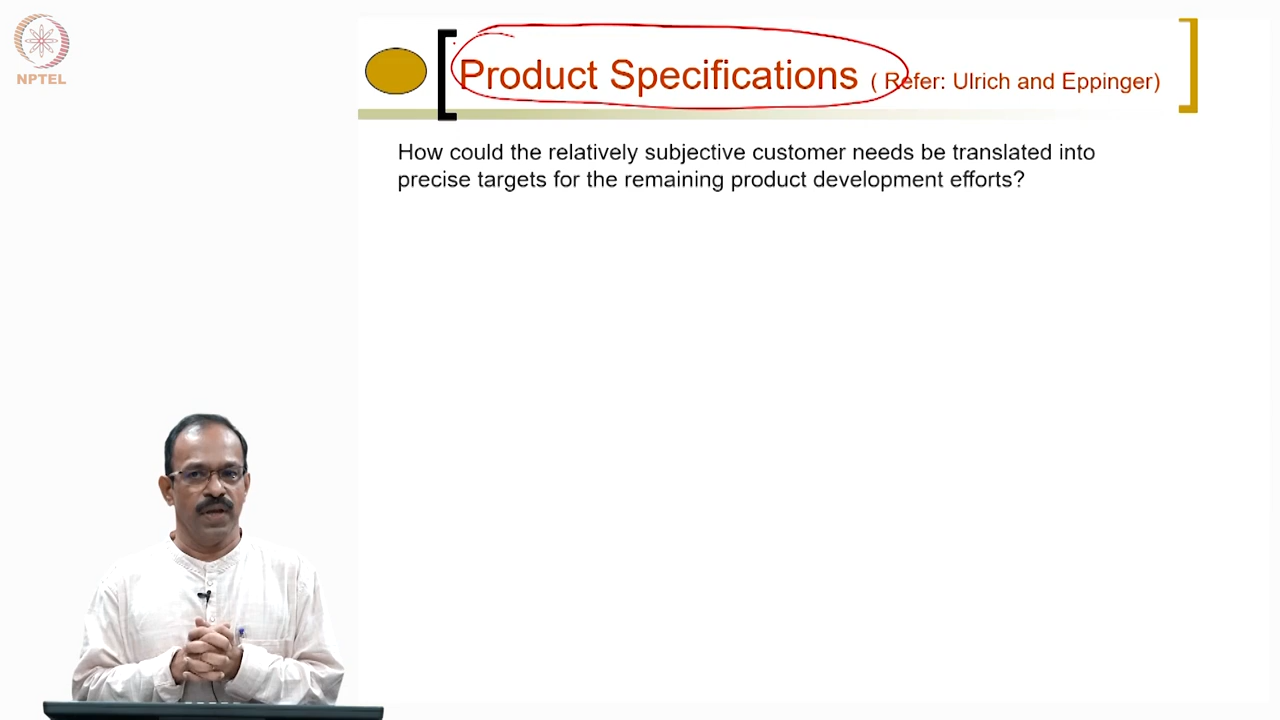 NPTEL
Product Specifications ( Refer: Ulrich and Eppinger)
How could the relatively subjective customer needs be translated into
precise targets for the remaining product development efforts?